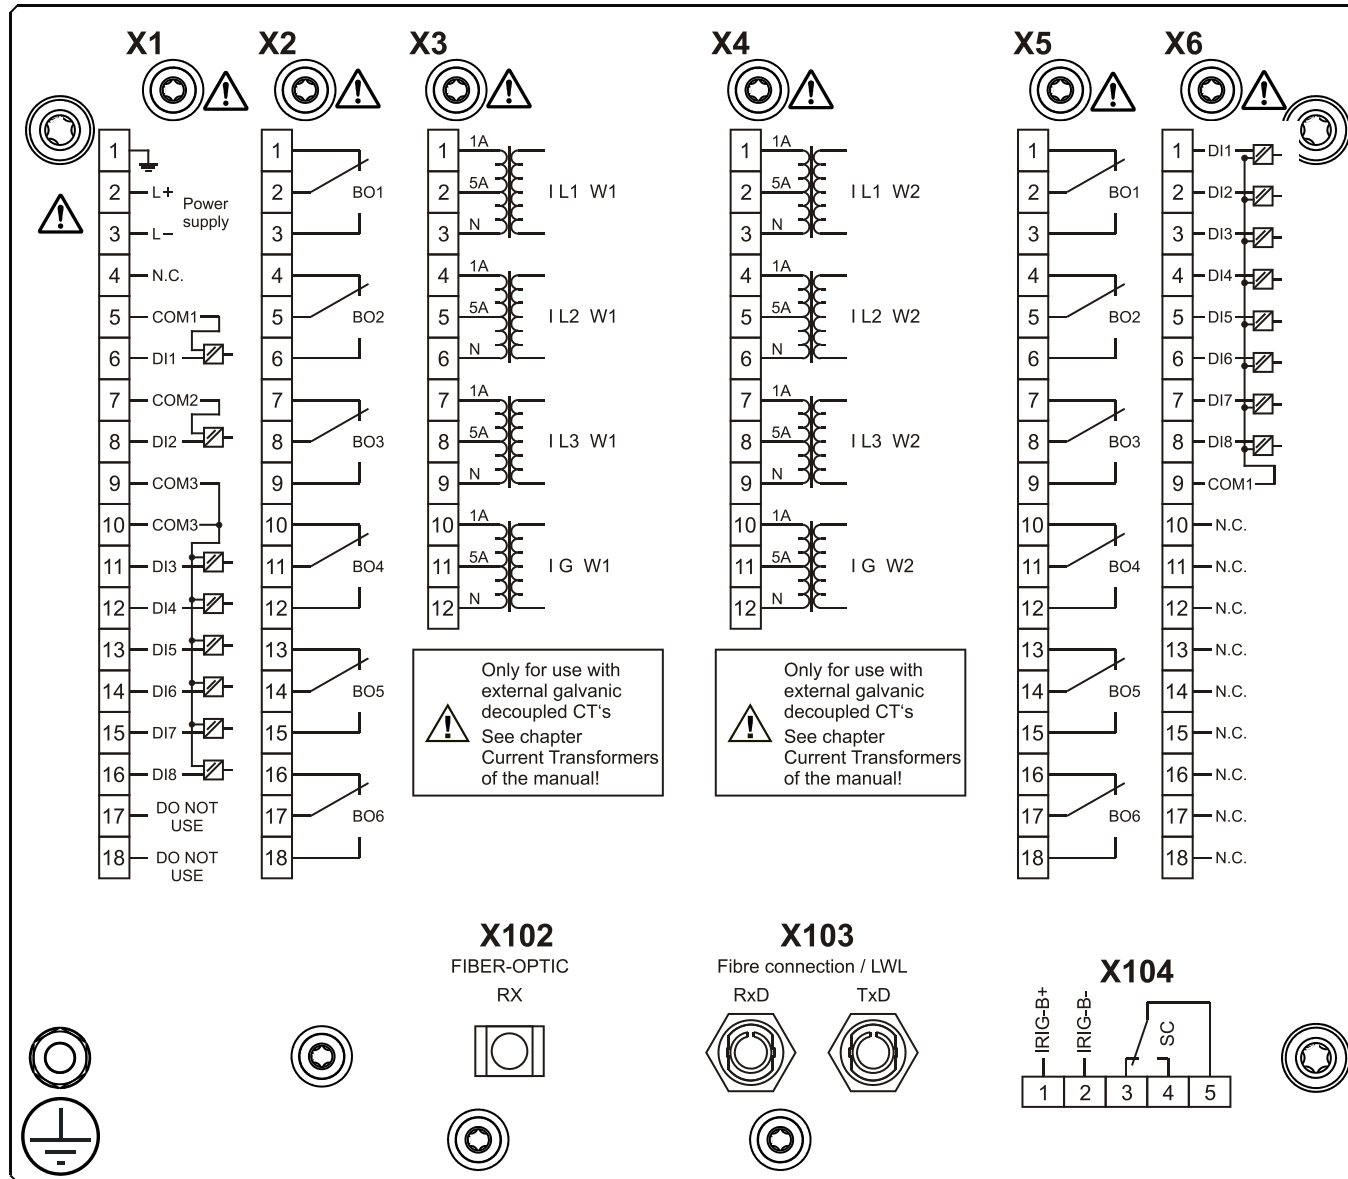 X1 X2 X3 X4 X5 X6
1
2 L+ Power supply
3 L–
4 N.C.
5 COM1
6 DI1
7 COM2
8 DI2
9 COM3
10 COM3
11 DI3
12 DI4
13 DI5
14 DI6
15 DI7
16 DI8
17 DO NOT USE
18 DO NOT USE
1
2 BO1
3
4
5 BO2
6
7
8 BO3
9
10
11 BO4
12
13
14 BO5
15
16
17 BO6
18
1 1A
2 5A I L1 W1
3 N
4 1A
5 5A I L2 W1
6 N
7 1A
8 5A I L3 W1
9 N
10 1A
11 5A I G W1
12 N
Only for use with
external galvanic
decoupled CT‘s
See chapter
Current Transformers
of the manual!
1 1A
2 5A I L1 W2
3 N
4 1A
5 5A I L2 W2
6 N
7 1A
8 5A I L3 W2
9 N
10 1A
11 5A I G W2
12 N
Only for use with
external galvanic
decoupled CT‘s
See chapter
Current Transformers
of the manual!
1
2 BO1
3
4
5 BO2
6
7
8 BO3
9
10
11 BO4
12
13
14 BO5
15
16
17 BO6
18
1 DI1
2 DI2
3 DI3
4 DI4
5 DI5
6 DI6
7 DI7
8 DI8
9 COM1
10 N.C.
11 N.C.
12 N.C.
13 N.C.
14 N.C.
15 N.C.
16 N.C.
17 N.C.
18 N.C.
X102
FIBER-OPTIC
RX
X103
Fibre connection / LWL
RxD TxD
X104
IRIG-B+
IRIG-B-
SC
1 2 3 4 5